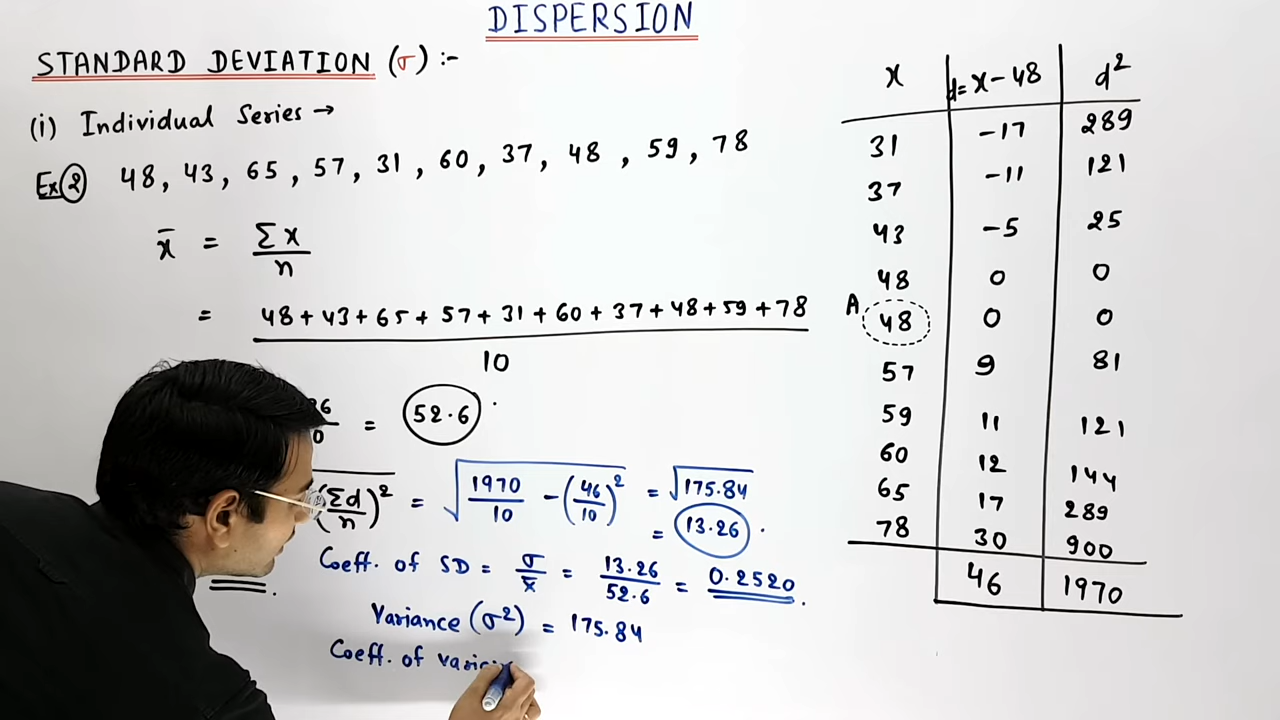 DISPERSION
STANDARD DEVIATION (σ) :-
(i) Individual Series →
Ex ② 48, 43, 65, 57, 31, 60, 37, 48, 59, 78
x̄ = Σx/n
= 48+43+65+57+31+60+37+48+59+78 / 10
= 52.6
(Σd/n)² = √(1970/10 - (46/10)²) = √175.84
= 13.26
Coeff. of SD = σ/x̄ = 13.26/52.6 = 0.2520
Variance (σ²) = 175.84
Coeff. of
x d=x-48 d²
31 -17 289
37 -11 121
43 -5 25
48 0 0
A 48 0 0
57 9 81
59 11 121
60 12 144
65 17 289
78 30 900
46 1970